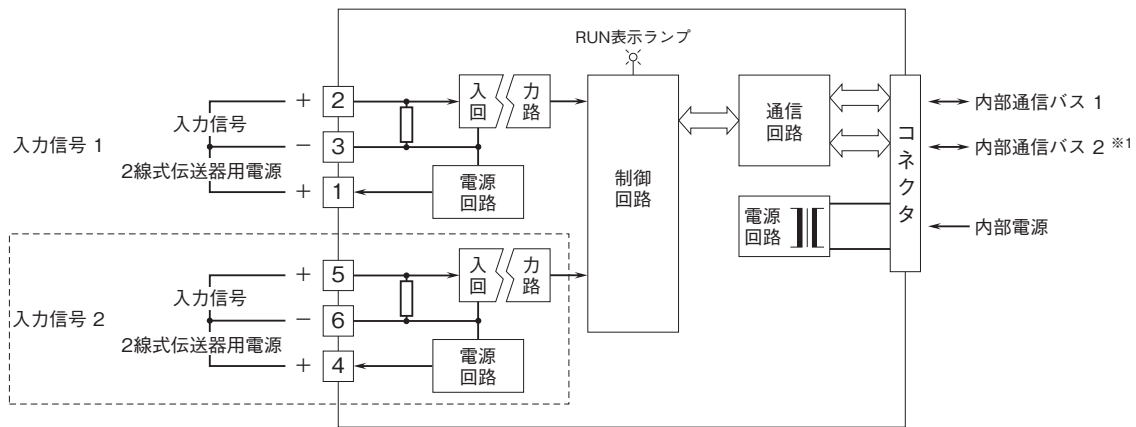 RUN表示ランプ
入力信号 1
入力信号
2線式伝送器用電源
+
-
+
2
3
1
入力
回路
電源
回路
制御
回路
通信
回路
電源
回路
コネクタ
内部通信バス 1
内部通信バス 2 ※1
内部電源
入力信号 2
入力信号
2線式伝送器用電源
+
-
+
5
6
4
入力
回路
電源
回路